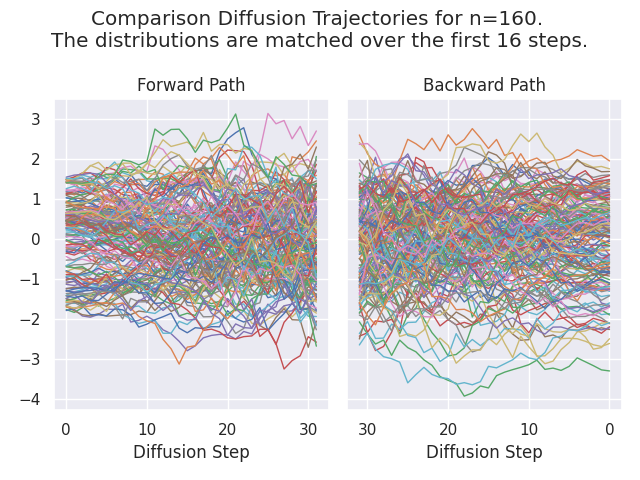 Comparison Diffusion Trajectories for n=160.
The distributions are matched over the first 16 steps.
Forward Path
Backward Path
3
2
1
0
−1
−2
−3
−4
0
10
20
30
30
20
10
0
Diffusion Step
Diffusion Step